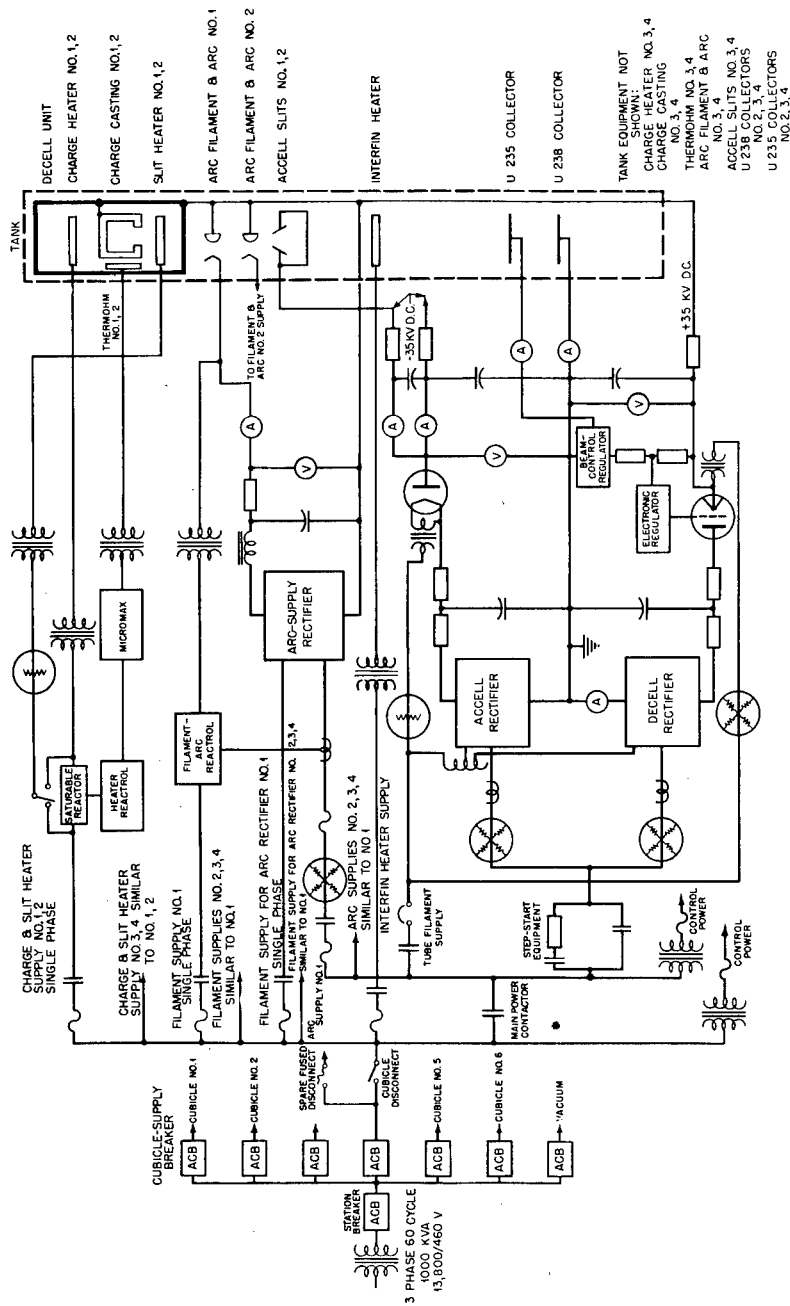 TANK
DECELL UNIT
CHARGE HEATER NO. 1, 2
CHARGE CASTING NO. 1, 2
SLIT HEATER NO. 1, 2
ARC FILAMENT & ARC NO. 1
ARC FILAMENT & ARC NO. 2
ACCELL SLITS NO. 1, 2
INTERFIN HEATER
U 235 COLLECTOR
U 238 COLLECTOR
TANK EQUIPMENT NOT
SHOWN:
CHARGE HEATER NO. 3, 4
CHARGE CASTING
NO. 3, 4
THERMOHM NO. 3, 4
ARC FILAMENT & ARC
NO. 3, 4
ACCELL SLITS NO. 3, 4
U 238 COLLECTORS
NO. 2, 3, 4
U 235 COLLECTORS
NO. 2, 3, 4
THERMOHM
NO. 1, 2
TO FILAMENT &
ARC NO. 2 SUPPLY
-35 KV D.C.
+35 KV D.C.
A
V
A
A
V
A
A
V
A
BEAM-
CONTROL
REGULATOR
ELECTRONIC
REGULATOR
MICROMAX
SATURABLE
REACTOR
HEATER
REACTROL
FILAMENT-
ARC
REACTROL
ARC-SUPPLY
RECTIFIER
ACCELL
RECTIFIER
DECELL
RECTIFIER
CHARGE & SLIT HEATER
SUPPLY NO. 1, 2
SINGLE PHASE
CHARGE & SLIT HEATER
SUPPLY NO. 3, 4 SIMILAR
TO NO. 1, 2
FILAMENT SUPPLY NO. 1
SINGLE PHASE
FILAMENT SUPPLIES NO. 2, 3, 4
SIMILAR TO NO. 1
FILAMENT SUPPLY FOR ARC RECTIFIER NO. 1
SINGLE PHASE
FILAMENT SUPPLY FOR ARC RECTIFIER NO. 2, 3, 4
SIMILAR TO NO. 1
ARC
SUPPLY NO. 1
ARC SUPPLIES NO. 2, 3, 4
SIMILAR TO NO 1
INTERFIN HEATER SUPPLY
TUBE FILAMENT
SUPPLY
STEP-START
EQUIPMENT
MAIN POWER
CONTACTOR
CONTROL
POWER
CONTROL
POWER
CUBICLE-SUPPLY
BREAKER
ACB
CUBICLE NO. 1
ACB
CUBICLE NO. 2
ACB
SPARE FUSED
DISCONNECT
ACB
CUBICLE
DISCONNECT
ACB
CUBICLE NO. 5
ACB
CUBICLE NO. 6
ACB
VACUUM
STATION
BREAKER
ACB
3 PHASE 60 CYCLE
1000 KVA
13,800/460 V